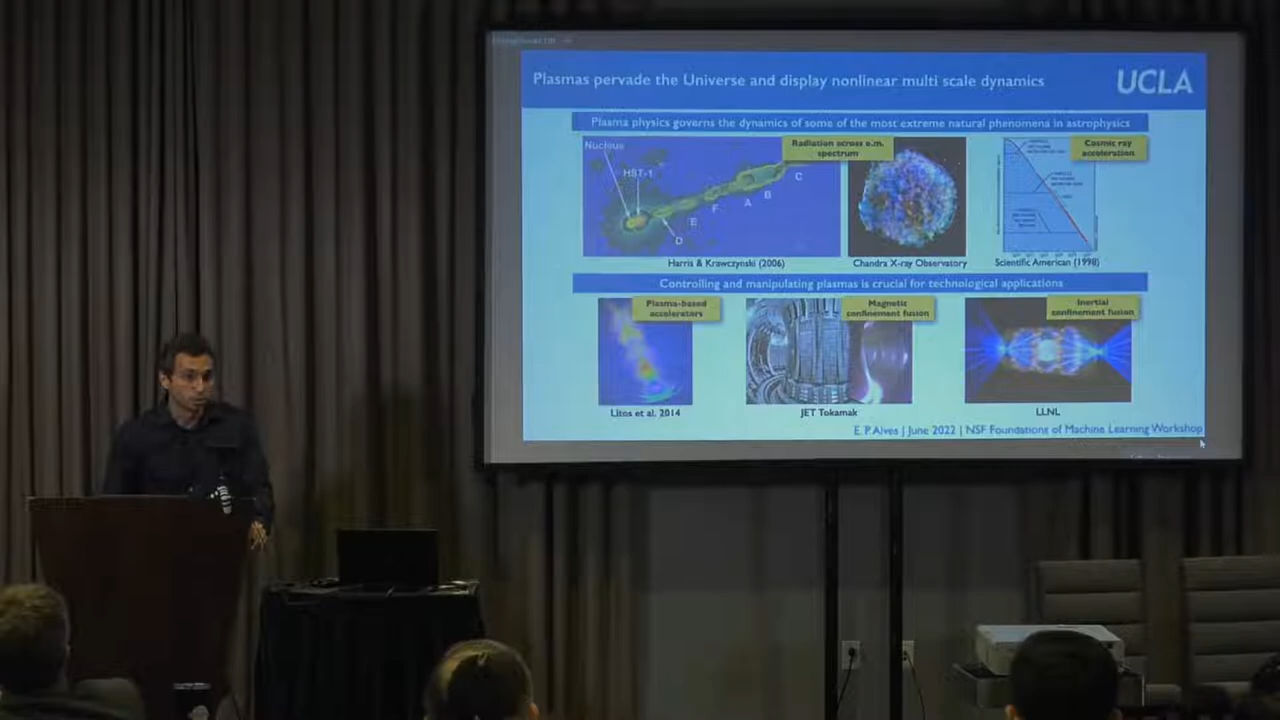 Plasmas pervade the Universe and display nonlinear multi scale dynamics
UCLA
Plasma physics governs the dynamics of some of the most extreme natural phenomena in astrophysics
Nucleus
HST-1
D
E
F
A
B
C
Radiation across e.m.
spectrum
Cosmic ray
acceleration
Harris & Krawczynski (2006)
Chandra X-ray Observatory
Scientific American (1998)
Controlling and manipulating plasmas is crucial for technological applications
Plasma-based
accelerators
Magnetic
confinement fusion
Inertial
confinement fusion
Litos et al. 2014
JET Tokamak
LLNL
E. P. Alves | June 2022 | NSF Foundations of Machine Learning Workshop